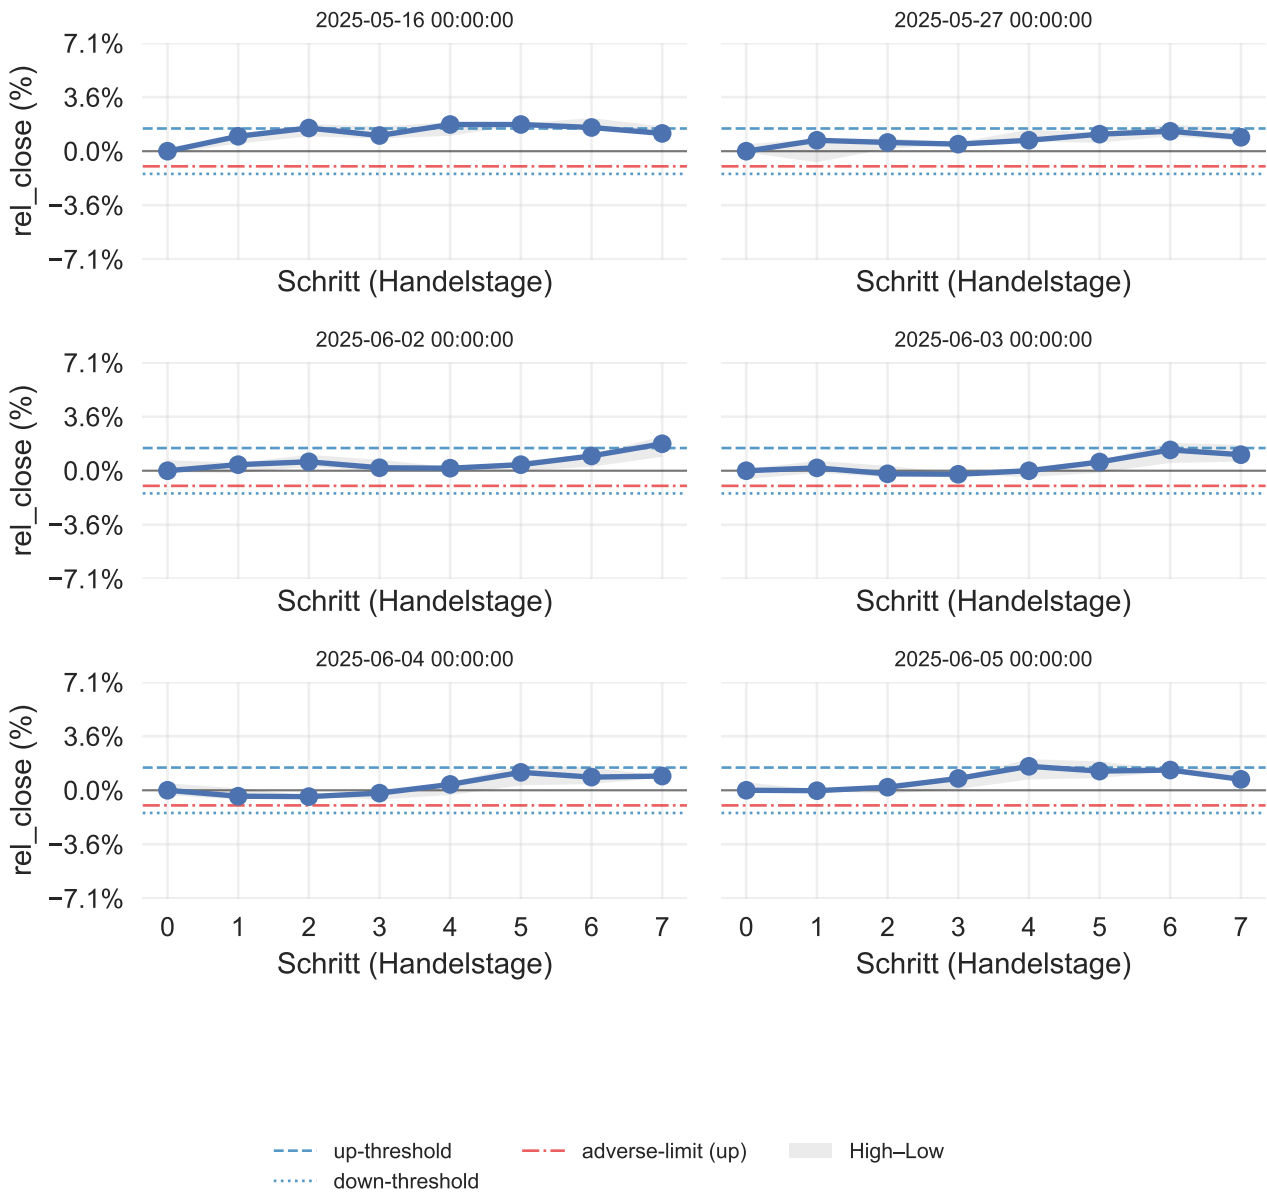 2025-05-16 00:00:00
2025-05-27 00:00:00
7.1%
3.6%
0.0%
−3.6%
−7.1%
rel_close (%)
Schritt (Handelstage)
Schritt (Handelstage)
2025-06-02 00:00:00
2025-06-03 00:00:00
7.1%
3.6%
0.0%
−3.6%
−7.1%
rel_close (%)
Schritt (Handelstage)
Schritt (Handelstage)
2025-06-04 00:00:00
2025-06-05 00:00:00
7.1%
3.6%
0.0%
−3.6%
−7.1%
rel_close (%)
0 1 2 3 4 5 6 7
0 1 2 3 4 5 6 7
Schritt (Handelstage)
Schritt (Handelstage)
up-threshold
down-threshold
adverse-limit (up)
High–Low